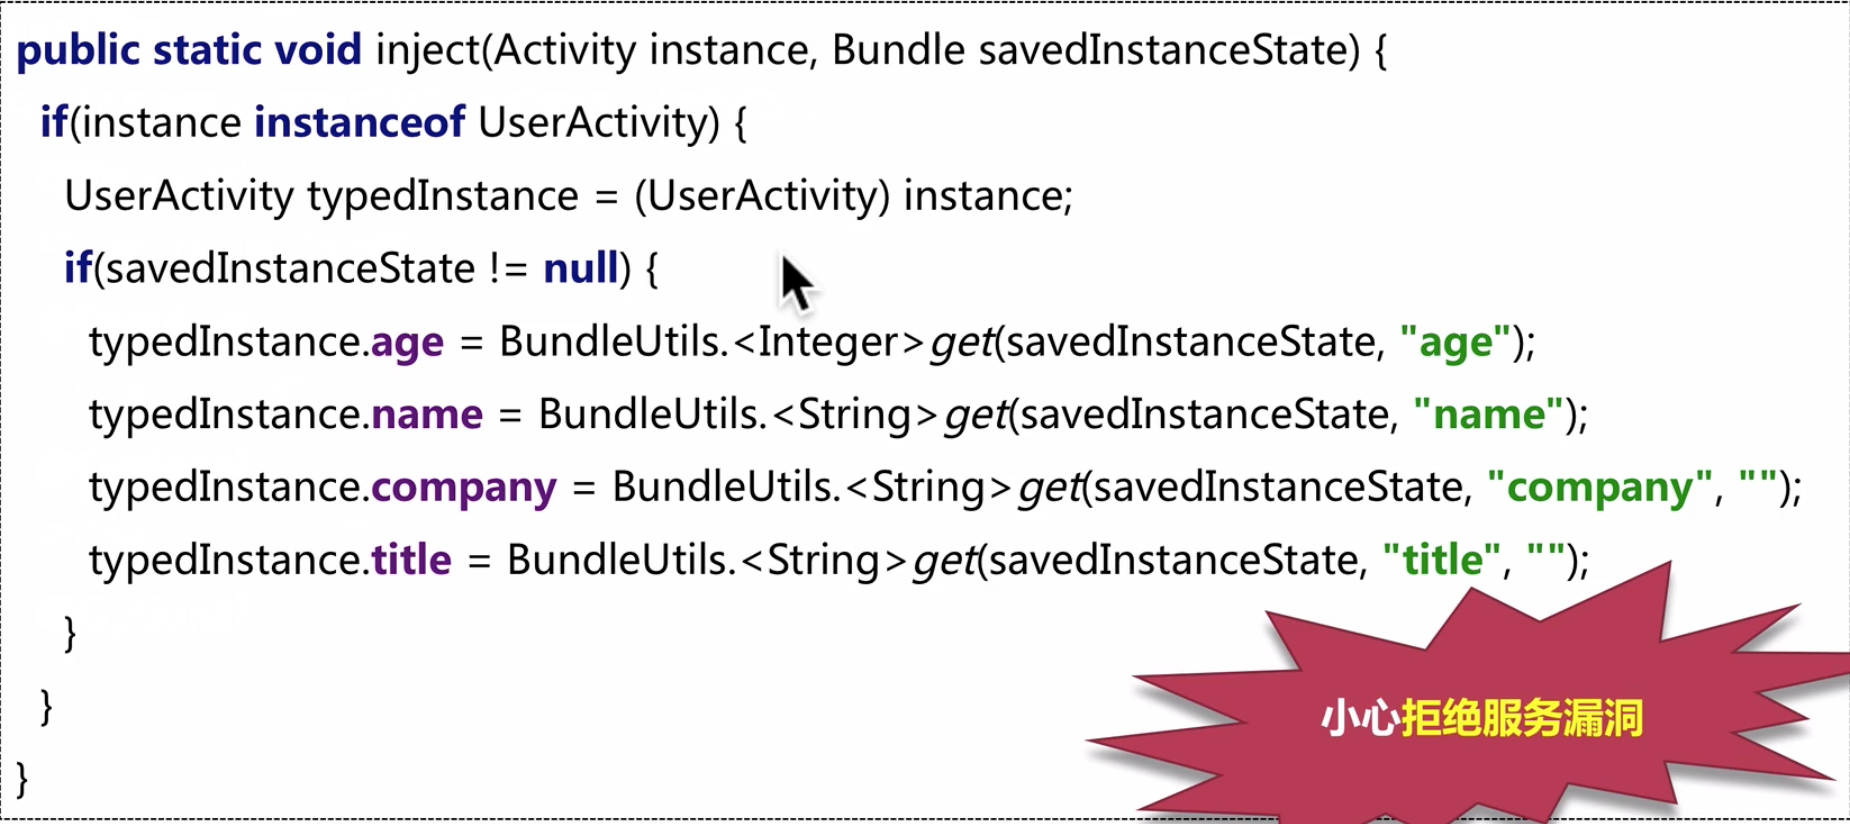 public static void inject(Activity instance, Bundle savedInstanceState) {
if(instance instanceof UserActivity) {
UserActivity typedInstance = (UserActivity) instance;
if(savedInstanceState != null) {
typedInstance.age = BundleUtils.<Integer>get(savedInstanceState, "age");
typedInstance.name = BundleUtils.<String>get(savedInstanceState, "name");
typedInstance.company = BundleUtils.<String>get(savedInstanceState, "company", "");
typedInstance.title = BundleUtils.<String>get(savedInstanceState, "title", "");
}
}
}
小心拒绝服务漏洞